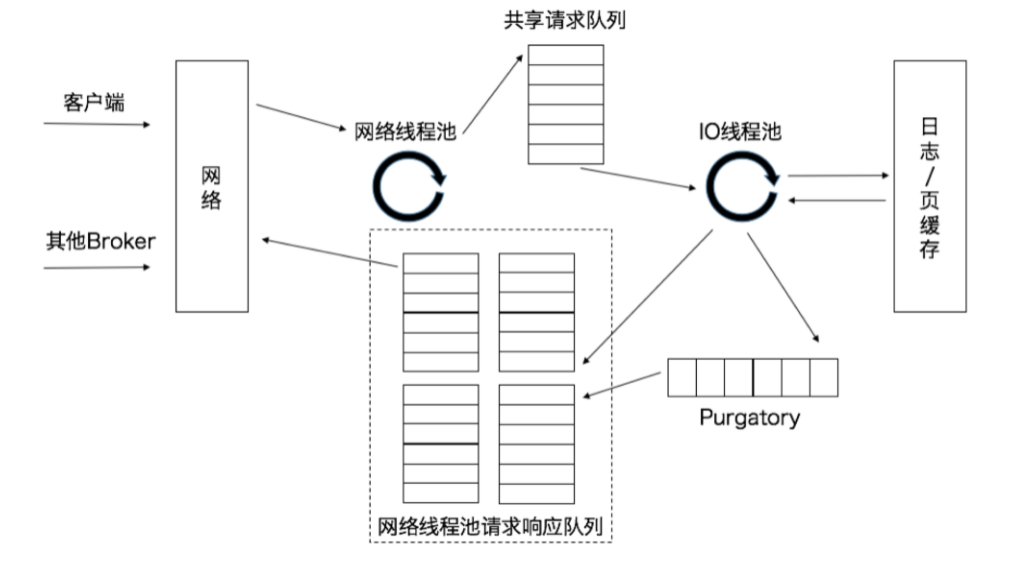 共享请求队列
客户端
网络线程池
IO线程池
网络
日志/页缓存
其他Broker
Purgatory
网络线程池请求响应队列